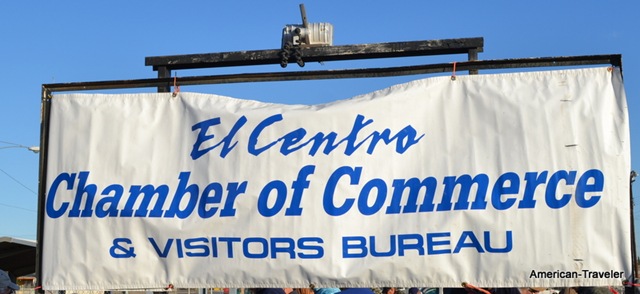 El Centro
Chamber of Commerce
& VISITORS BUREAU
American-Traveler